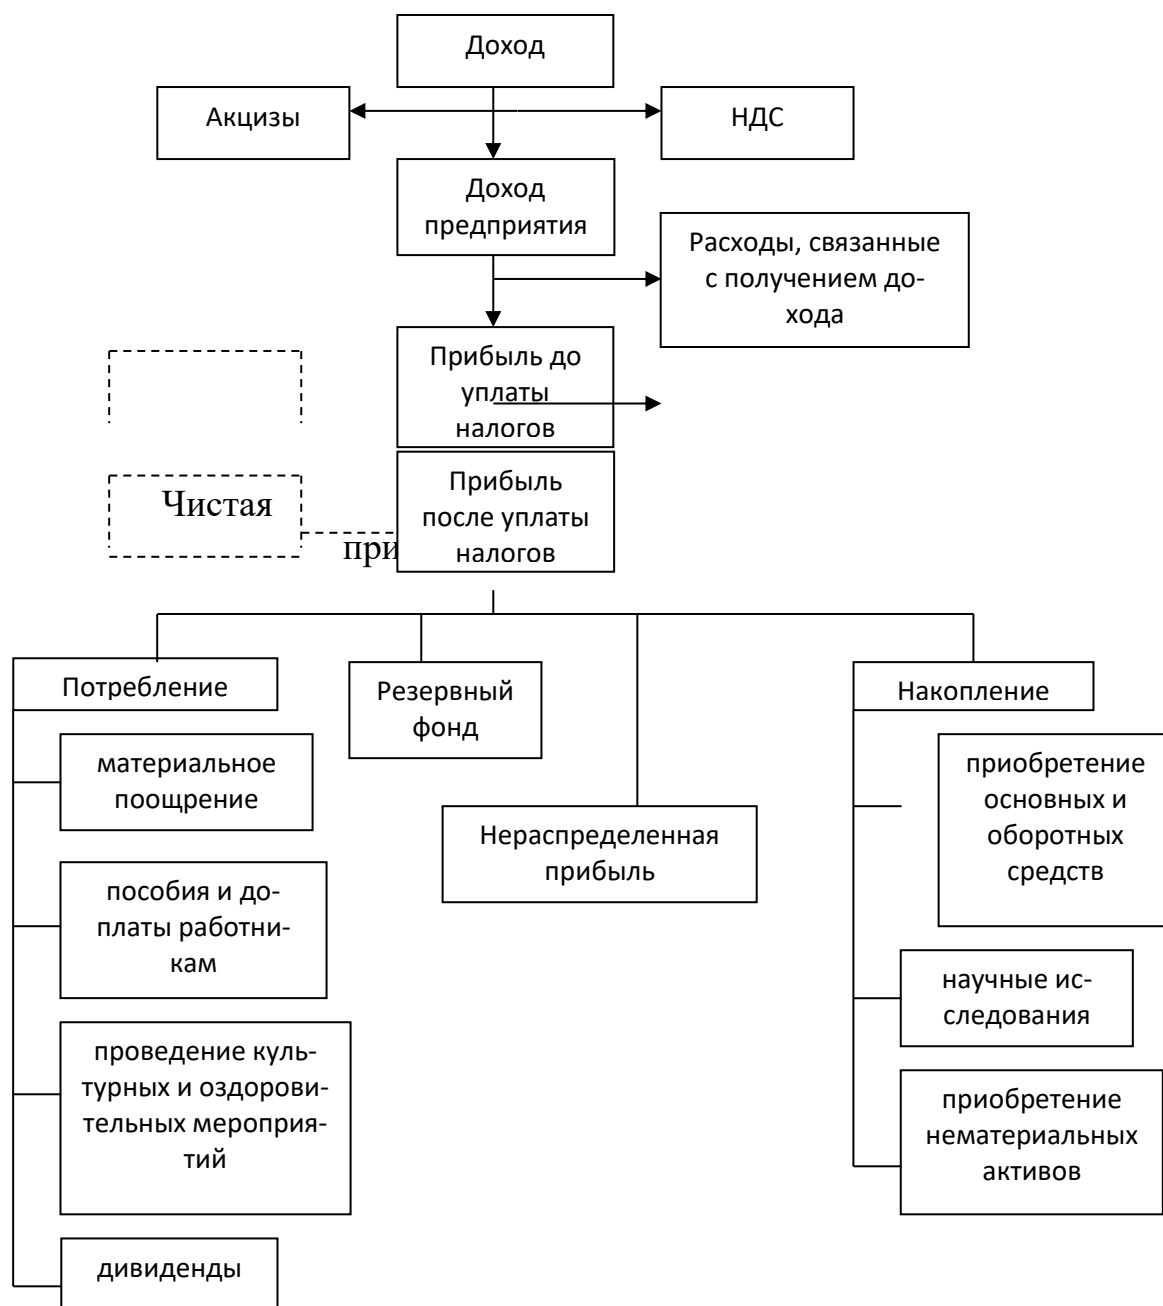 Доход
Акцизы
НДС
Доход
предприятия
Расходы, связанные
с получением до-
хода
Прибыль до
уплаты
налогов
Чистая
при
Прибыль
после уплаты
налогов
Потребление
Резервный
фонд
Накопление
материальное
поощрение
приобретение
основных и
оборотных
средств
Нераспределенная
прибыль
пособия и до-
платы работни-
кам
научные ис-
следования
проведение куль-
турных и оздорови-
тельных мероприя-
тий
приобретение
нематериальных
активов
дивиденды